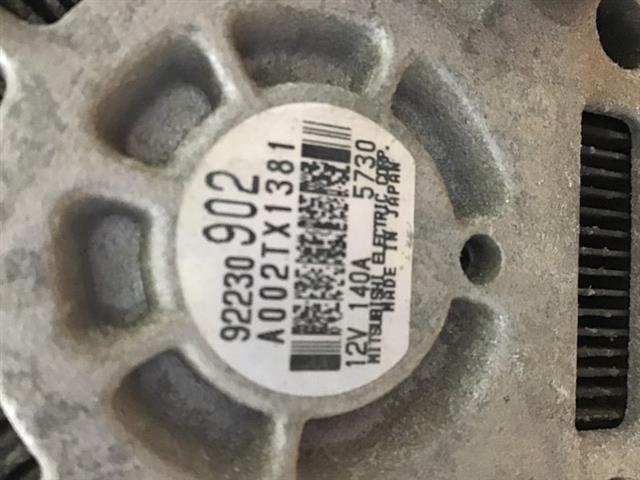 92230 902
A002TX1381
12V 140A 5730
MITSUBISHI ELECTRIC CORP.
MADE IN JAPAN